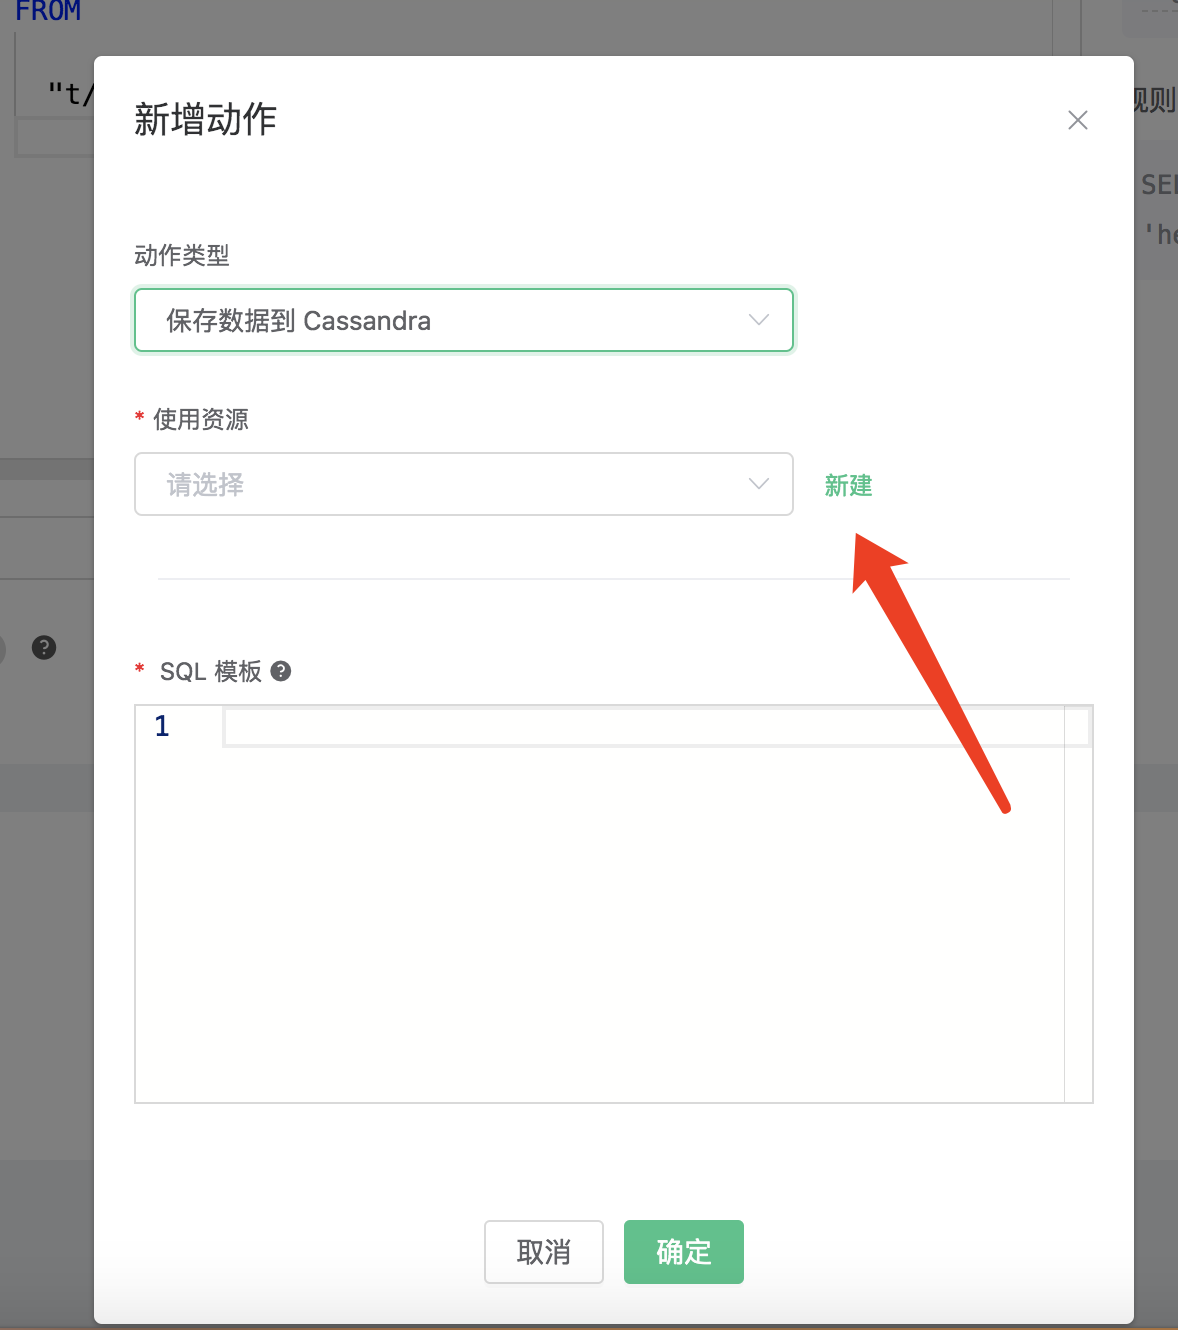 FROM
"t/
新增动作
规则
SEL
'he
动作类型
保存数据到 Cassandra
* 使用资源
请选择
新建
* SQL 模板
1
取消
确定